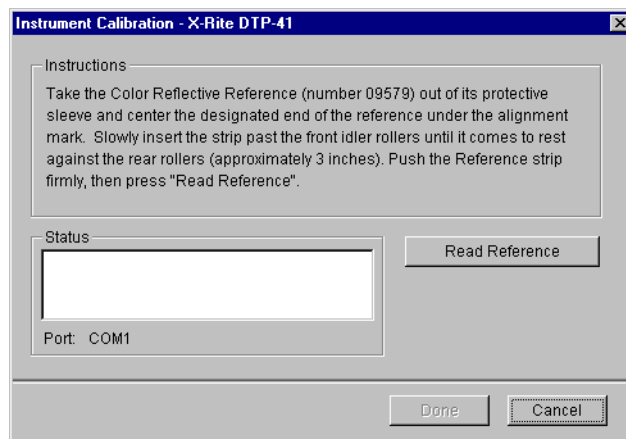 Instrument Calibration - X-Rite DTP-41
Instructions
Take the Color Reflective Reference (number 09579) out of its protective
sleeve and center the designated end of the reference under the alignment
mark.  Slowly insert the strip past the front idler rollers until it comes to rest
against the rear rollers (approximately 3 inches). Push the Reference strip
firmly, then press "Read Reference".
Status
Read Reference
Port:   COM1
Done
Cancel